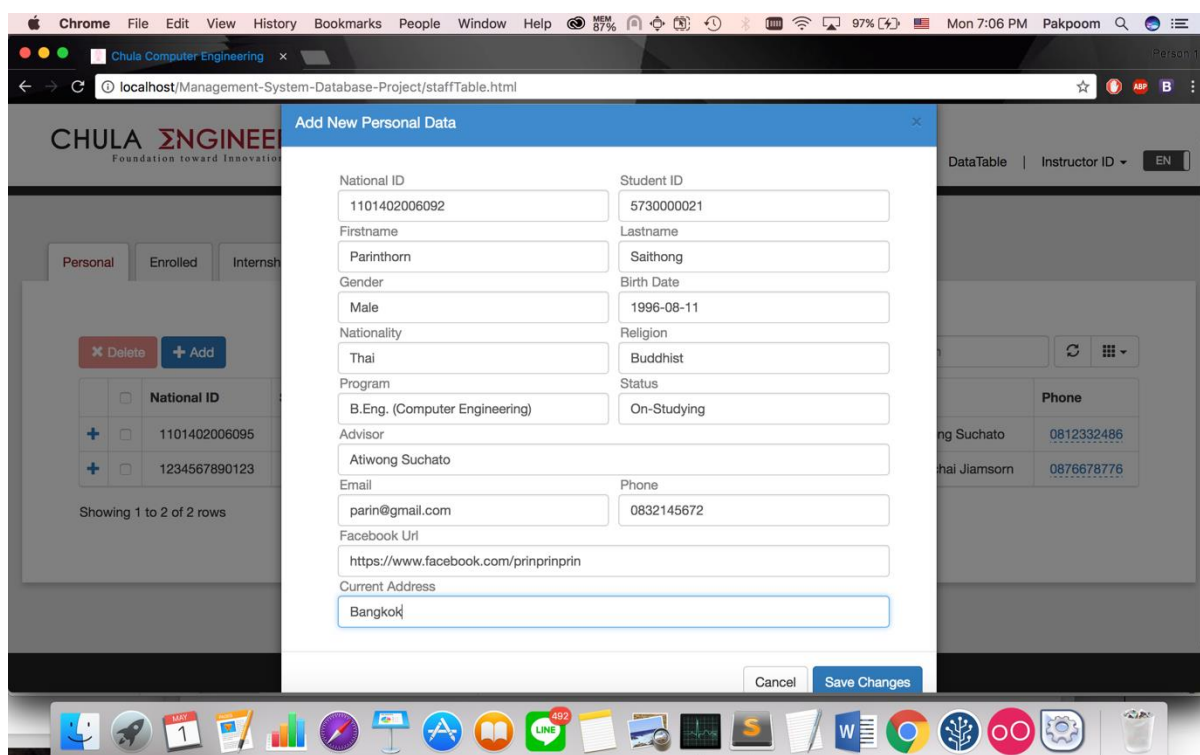 Chrome File Edit View History Bookmarks People Window Help MEM 87% 97% Mon 7:06 PM Pakpoom
Chula Computer Engineering × Person 1
localhost/Management-System-Database-Project/staffTable.html ABP B
CHULA ΣNGINEE
Foundation toward Innovation
DataTable | Instructor ID EN
Add New Personal Data ×
National ID Student ID
1101402006092 5730000021
Firstname Lastname
Parinthorn Saithong
Gender Birth Date
Male 1996-08-11
Nationality Religion
Thai Buddhist
Program Status
B.Eng. (Computer Engineering) On-Studying
Advisor
Atiwong Suchato
Email Phone
parin@gmail.com 0832145672
Facebook Url
https://www.facebook.com/prinprinprin
Current Address
Bangkok
Cancel Save Changes
Personal Enrolled Internsh
Delete Add
National ID Phone
1101402006095 ng Suchato 0812332486
1234567890123 hai Jiamsorn 0876678776
Showing 1 to 2 of 2 rows
MAY
1
492
LINE
S W